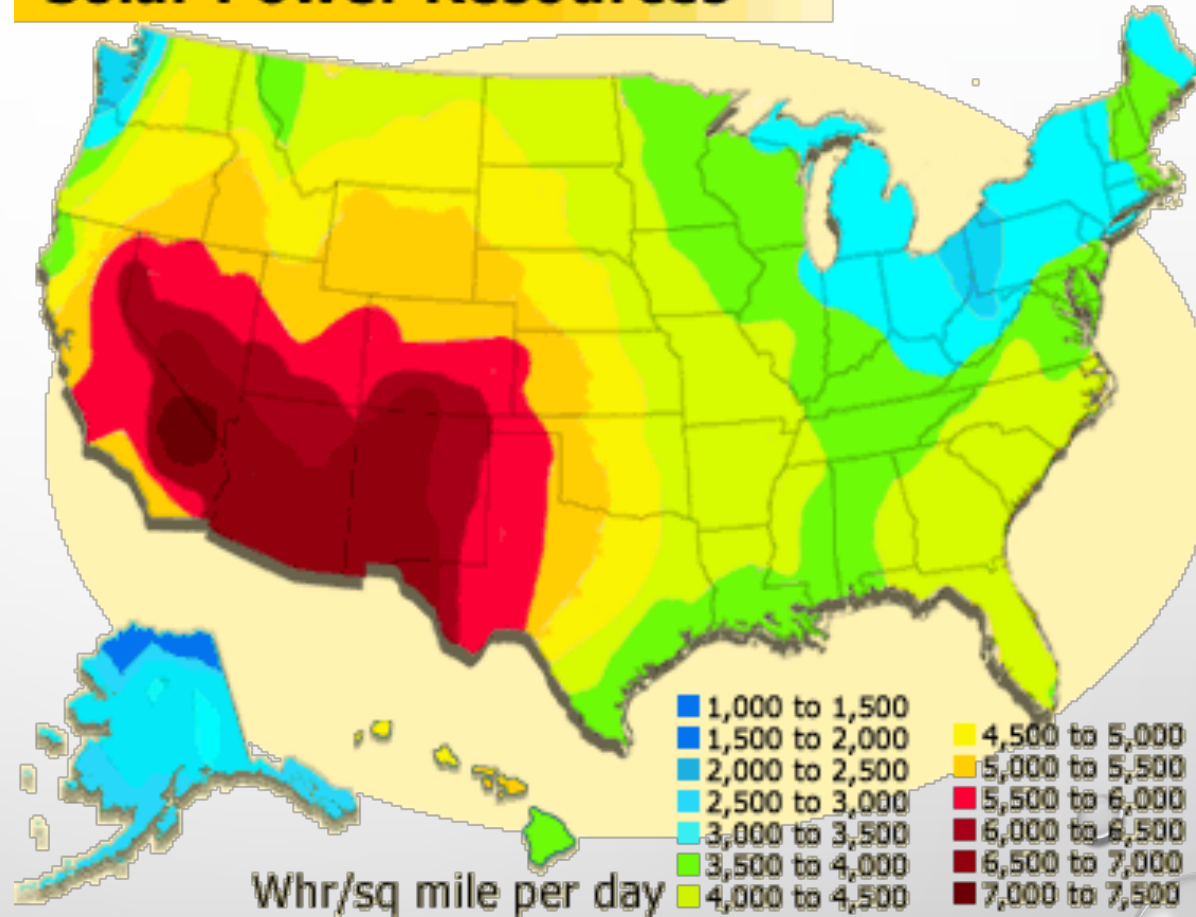 Solar Power Resources
1,000 to 1,500
1,500 to 2,000
2,000 to 2,500
2,500 to 3,000
3,000 to 3,500
3,500 to 4,000
4,000 to 4,500
4,500 to 5,000
5,000 to 5,500
5,500 to 6,000
6,000 to 6,500
6,500 to 7,000
7,000 to 7,500
Whr/sq mile per day